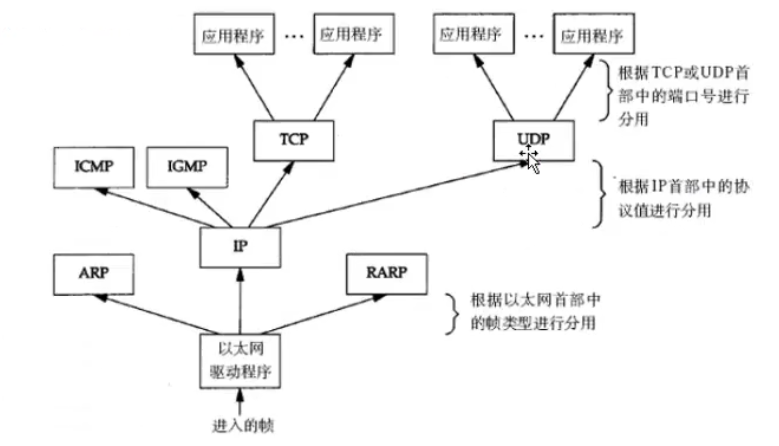 应用程序 ··· 应用程序 应用程序 ··· 应用程序
根据TCP或UDP首
部中的端口号进行
分用
TCP UDP
ICMP IGMP
根据IP首部中的协
议值进行分用
IP
ARP RARP
根据以太网首部中
的帧类型进行分用
以太网
驱动程序
进入的帧